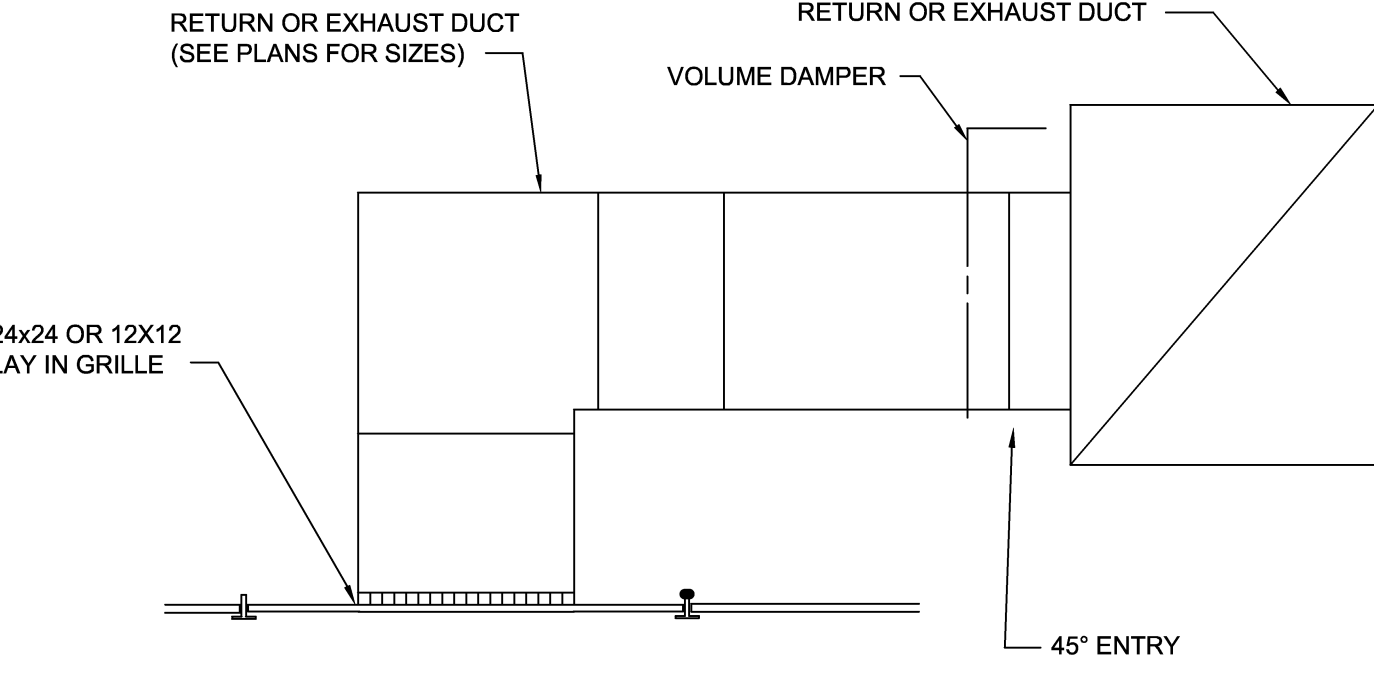 RETURN OR EXHAUST DUCT
(SEE PLANS FOR SIZES)
RETURN OR EXHAUST DUCT
VOLUME DAMPER
24x24 OR 12X12
LAY IN GRILLE
45° ENTRY